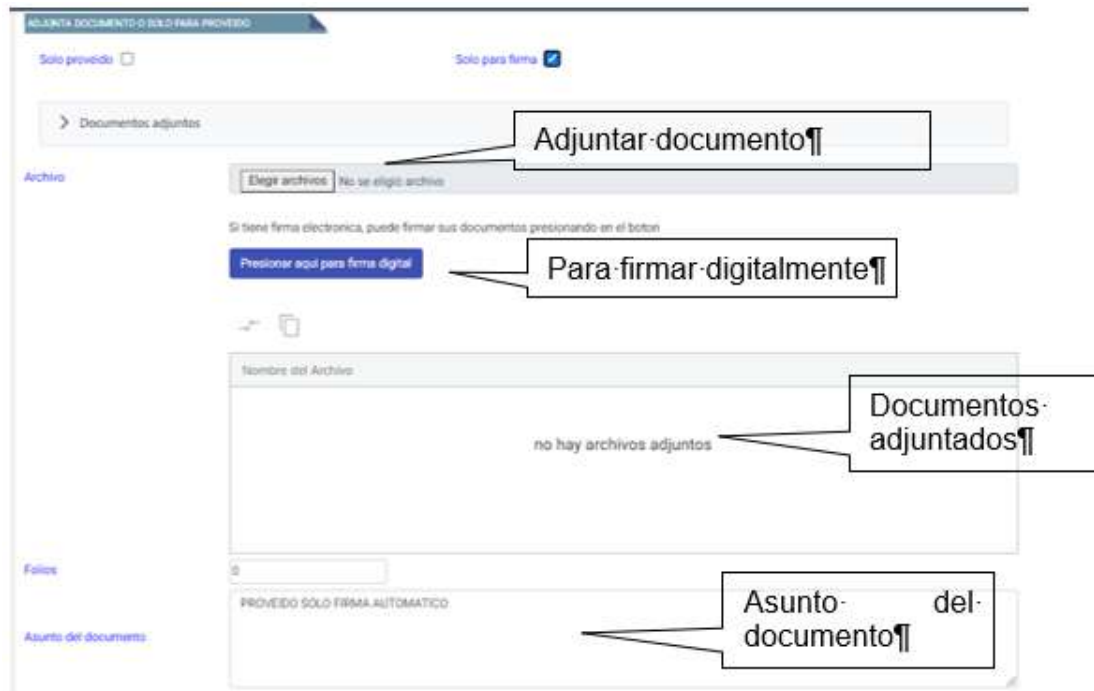 ADJUNTA DOCUMENTO O SOLO PARA PROVEIDO
Solo proveido
Solo para firma
Documentos adjuntos
Adjuntar·documento¶
Archivo
Elegir archivos No se eligió archivo
Si tiene firma electronica, puede firmar sus documentos presionando en el boton
Presionar aquí para firma digital
Para·firmar·digitalmente¶
Nombre del Archivo
Documentos·
adjuntados¶
no hay archivos adjuntos
Folios
0
PROVEIDO SOLO FIRMA AUTOMATICO
Asunto· del·
documento¶
Asunto del documento